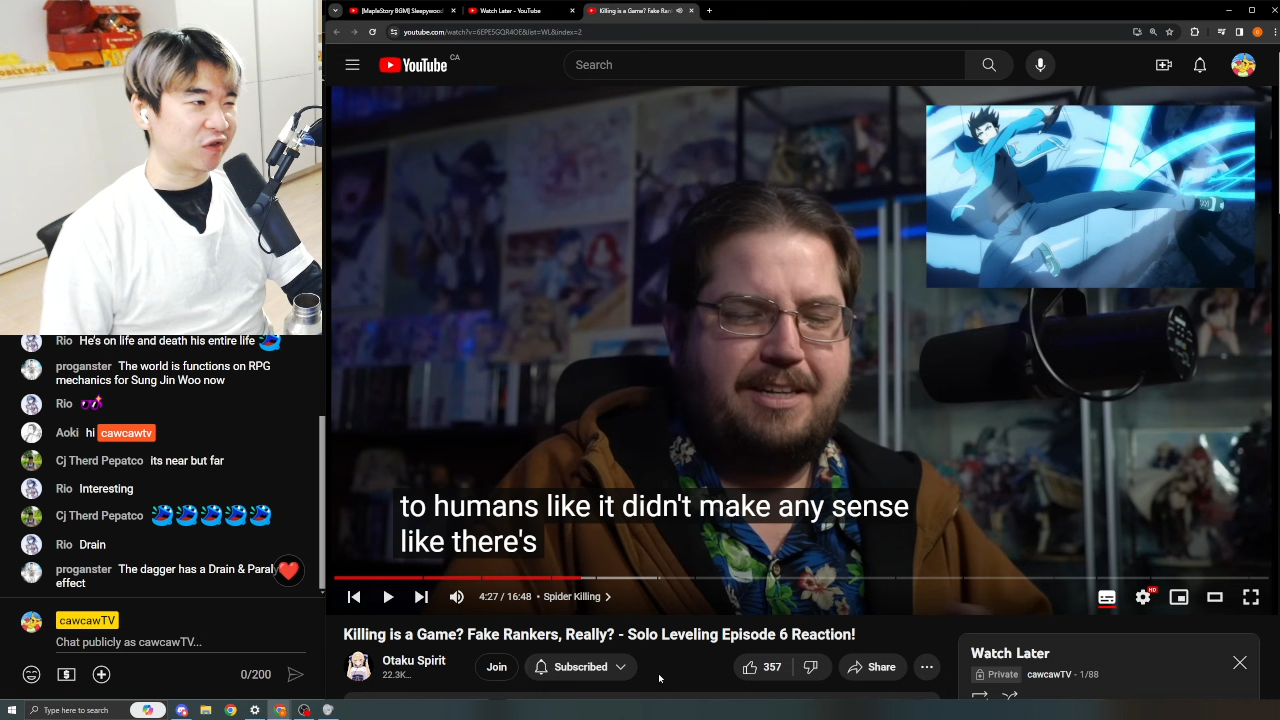 [MapleStory BGM] Sleepywood
Watch Later - YouTube
Killing is a Game? Fake Ran
youtube.com/watch?v=6EPE5GQR4OE&list=WL&index=2
YouTube CA
Search
to humans like it didn't make any sense
like there's
4:27 / 16:48 • Spider Killing
HD
Killing is a Game? Fake Rankers, Really? - Solo Leveling Episode 6 Reaction!
Otaku Spirit
22.3K...
Join
Subscribed
357
Share
Watch Later
Private cawcawTV - 1/88
Rio He's on life and death his entire life
proganster The world is functions on RPG
mechanics for Sung Jin Woo now
Rio
Aoki hi cawcawtv
Cj Therd Pepatco its near but far
Rio Interesting
Cj Therd Pepatco
Rio Drain
proganster The dagger has a Drain & Paraly
effect
cawcawTV
Chat publicly as cawcawTV...
0/200
Type here to search